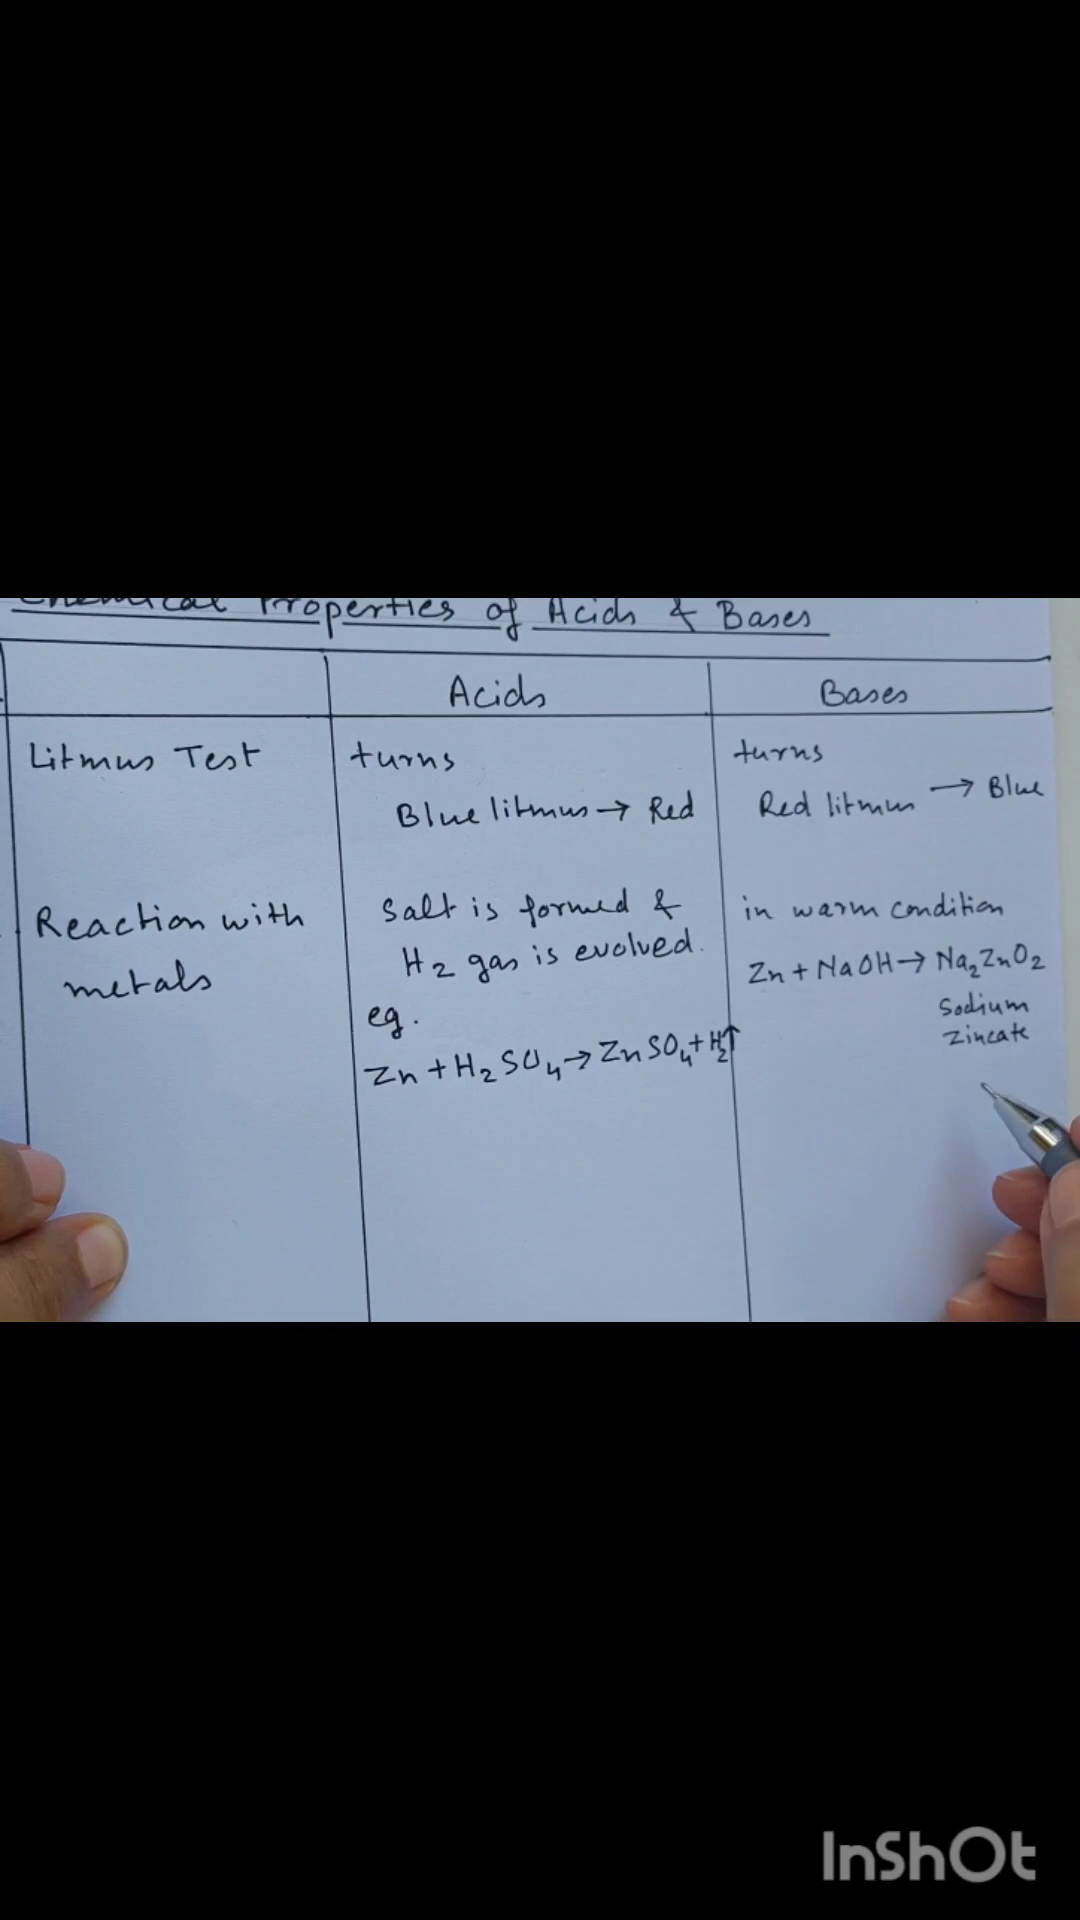 Chemical Properties of Acids & Bases
Acids
Bases
Litmus Test
turns
Blue litmus → Red
turns
Red litmus → Blue
Reaction with
metals
Salt is formed &
H₂ gas is evolved.
eg.
Zn + H₂SO₄ → ZnSO₄ + H₂↑
in warm condition
Zn + NaOH → Na₂ZnO₂
Sodium
Zincate
InShOt